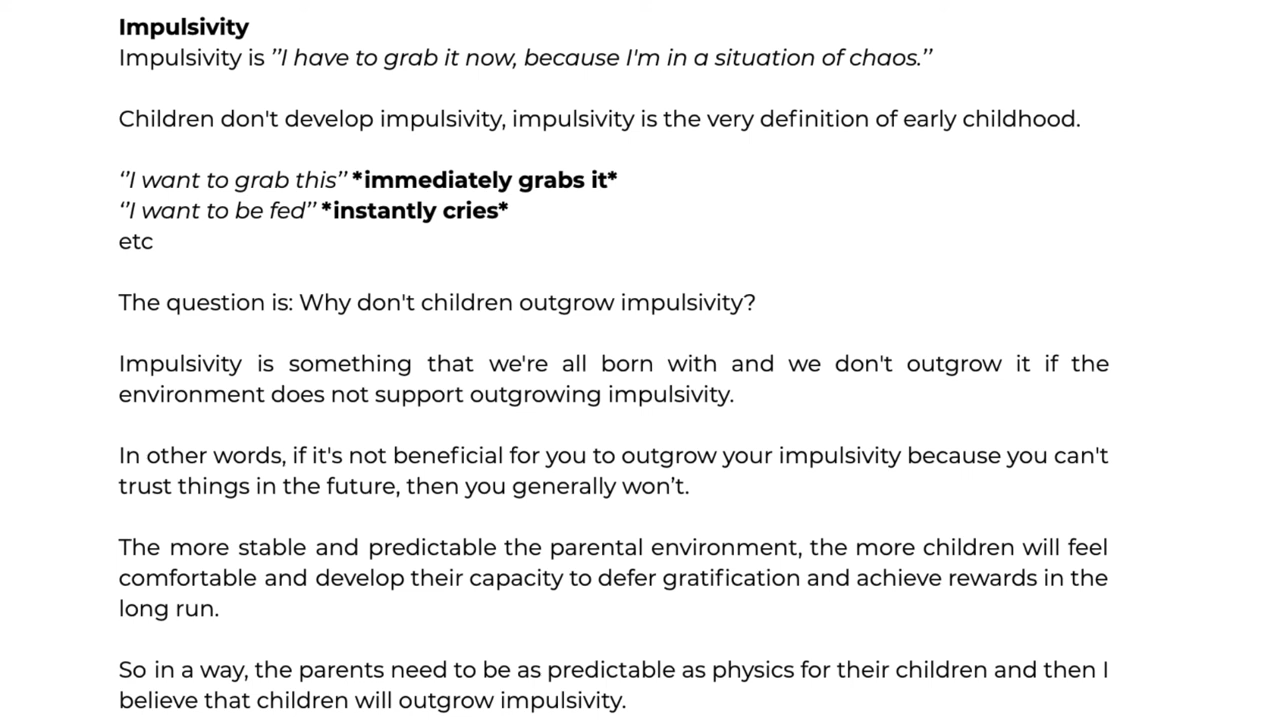 Impulsivity
Impulsivity is ’’I have to grab it now, because I'm in a situation of chaos.’’
Children don't develop impulsivity, impulsivity is the very definition of early childhood.
‘’I want to grab this’’ *immediately grabs it*
‘’I want to be fed’’ *instantly cries*
etc
The question is: Why don't children outgrow impulsivity?
Impulsivity is something that we're all born with and we don't outgrow it if the
environment does not support outgrowing impulsivity.
In other words, if it's not beneficial for you to outgrow your impulsivity because you can't
trust things in the future, then you generally won’t.
The more stable and predictable the parental environment, the more children will feel
comfortable and develop their capacity to defer gratification and achieve rewards in the
long run.
So in a way, the parents need to be as predictable as physics for their children and then I
believe that children will outgrow impulsivity.